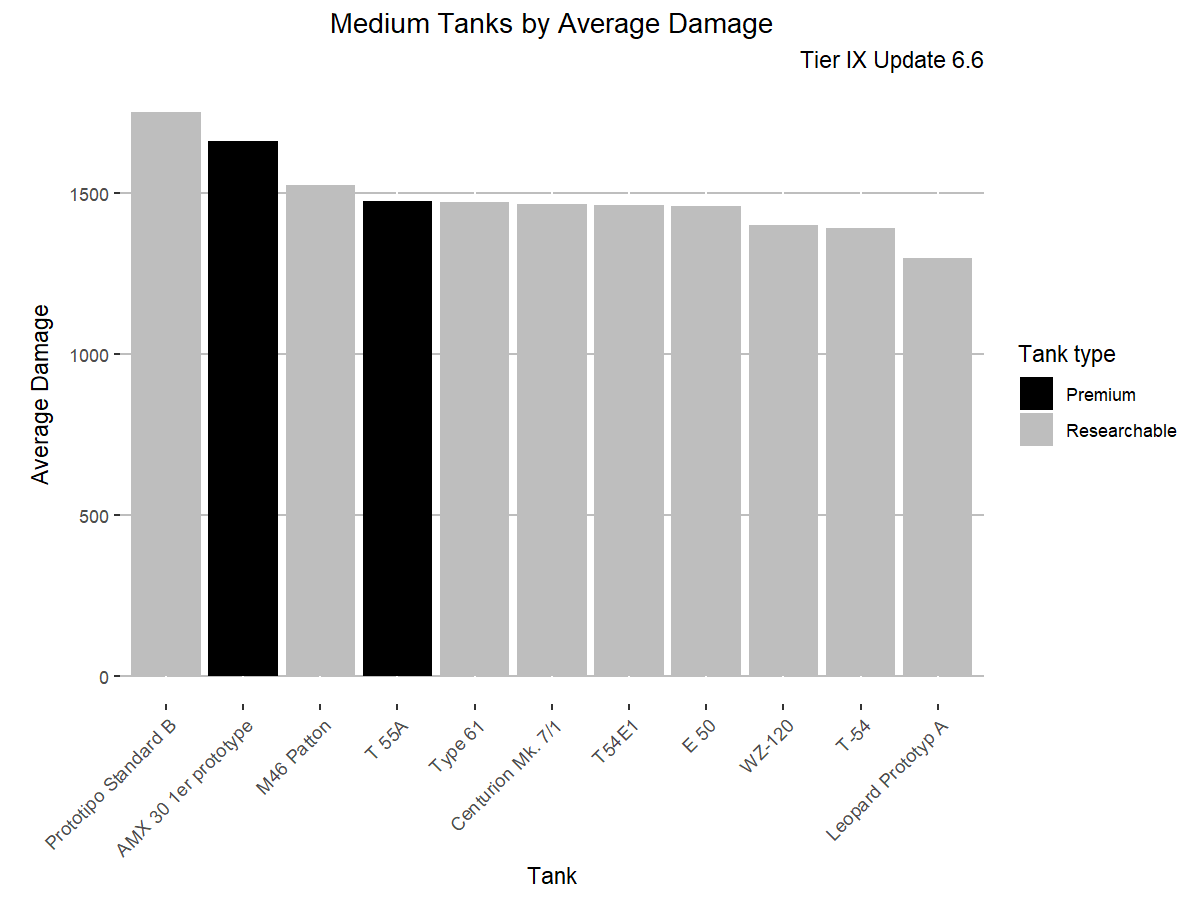 Medium Tanks by Average Damage
Tier IX Update 6.6
1500
1000
500
0
Average Damage
Prototipo Standard B
AMX 30 1er prototype
M46 Patton
T 55A
Type 61
Centurion Mk. 7/1
T54E1
E 50
WZ-120
T-54
Leopard Prototyp A
Tank
Tank type
Premium
Researchable